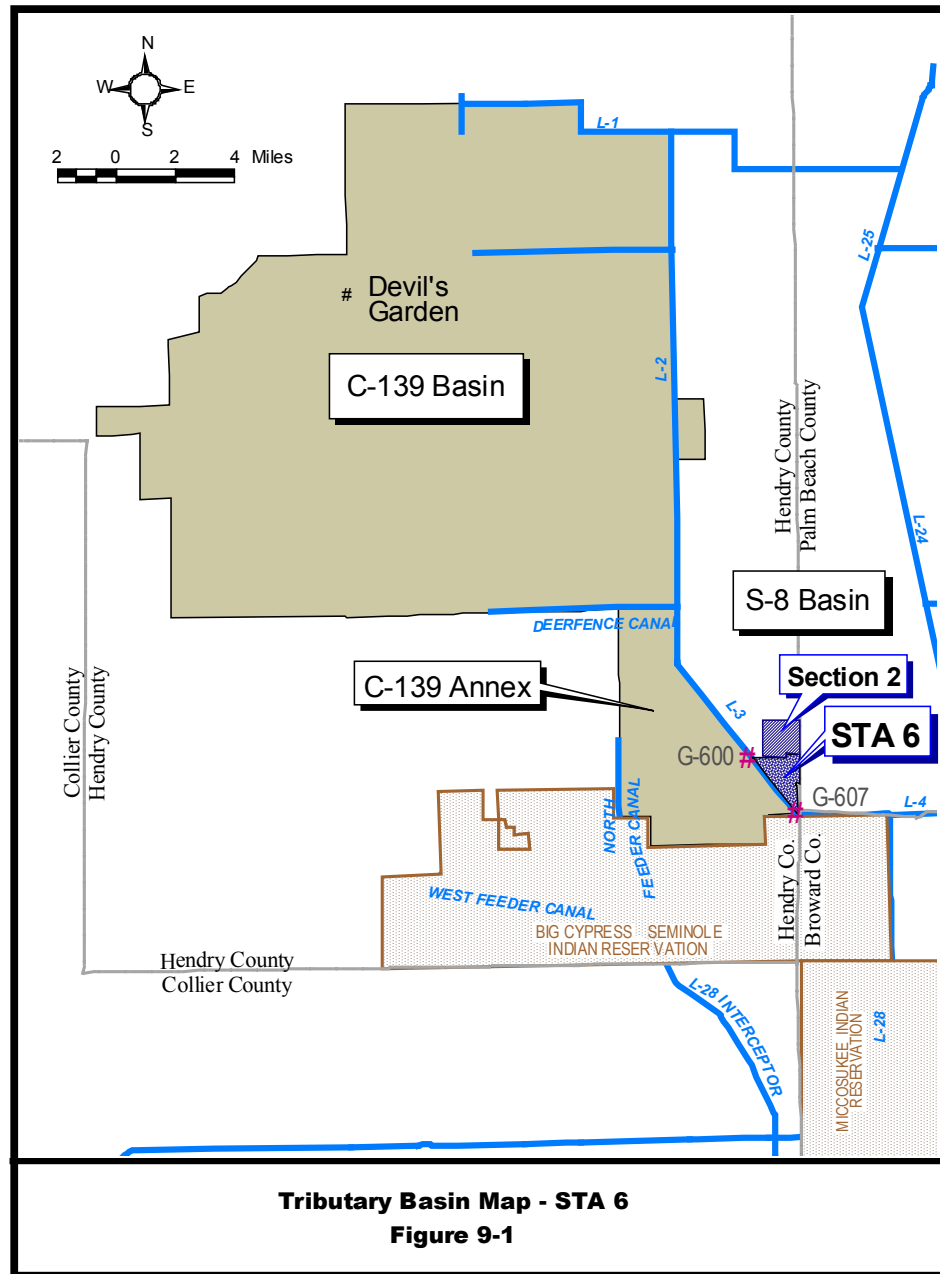 N
W E
S
2 0 2 4 Miles
L-1
L-25
# Devil's
Garden
C-139 Basin
L-2
Hendry County
Palm Beach County
L-24
S-8 Basin
DEERFENCE CANAL
Section 2
C-139 Annex
L-3
STA 6
G-600 #
G-607
#
L-4
Collier County
Hendry County
NORTH
FEEDER CANAL
WEST FEEDER CANAL
BIG CYPRESS SEMINOLE
INDIAN RESERVATION
Hendry Co.
Broward Co.
Hendry County
Collier County
L-28 INTERCEPTOR
MICCOSUKEE INDIAN
RESERVATION
L-28
Tributary Basin Map - STA 6
Figure 9-1